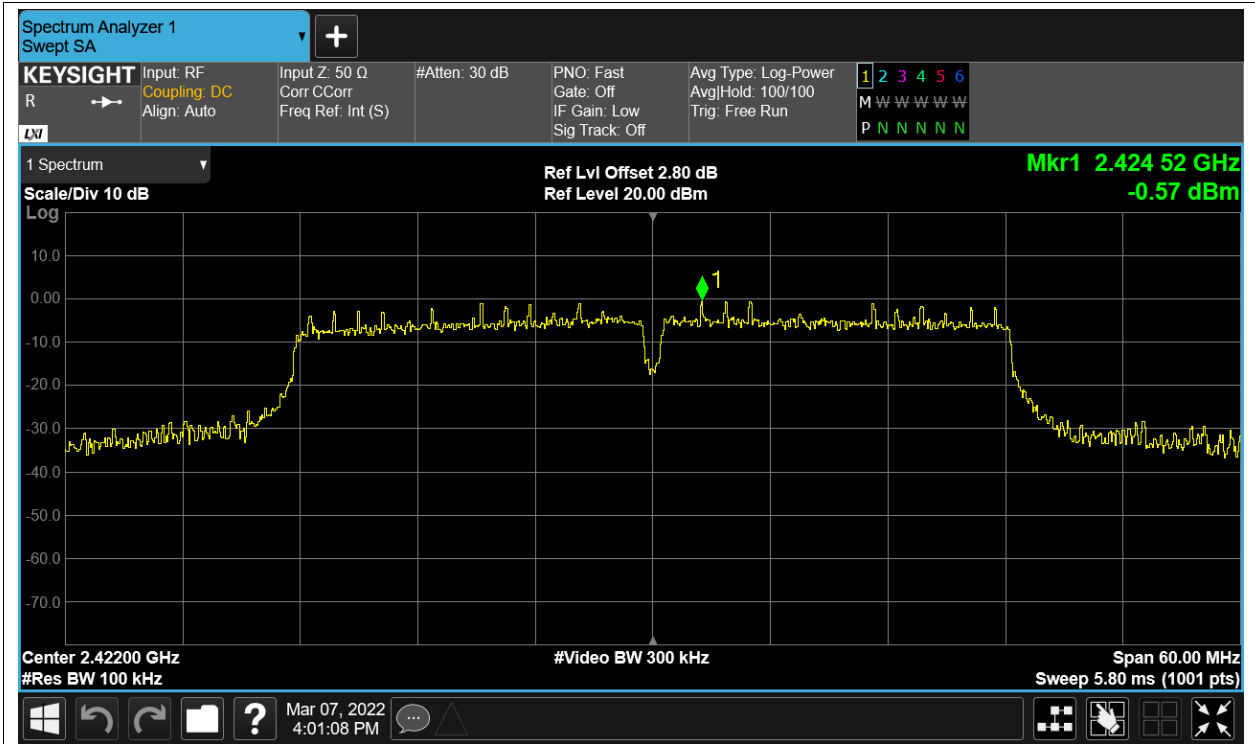 Spectrum Analyzer 1
Swept SA
KEYSIGHT
R
LXI
Input: RF
Coupling: DC
Align: Auto
Input Z: 50 Ω
Corr CCorr
Freq Ref: Int (S)
#Atten: 30 dB
PNO: Fast
Gate: Off
IF Gain: Low
Sig Track: Off
Avg Type: Log-Power
Avg|Hold: 100/100
Trig: Free Run
1 2 3 4 5 6
M W W W W W
P N N N N N
1 Spectrum
Scale/Div 10 dB
Log
Ref Lvl Offset 2.80 dB
Ref Level 20.00 dBm
Mkr1 2.424 52 GHz
-0.57 dBm
1
10.0
0.00
-10.0
-20.0
-30.0
-40.0
-50.0
-60.0
-70.0
Center 2.42200 GHz
#Res BW 100 kHz
#Video BW 300 kHz
Span 60.00 MHz
Sweep 5.80 ms (1001 pts)
?
Mar 07, 2022
4:01:08 PM